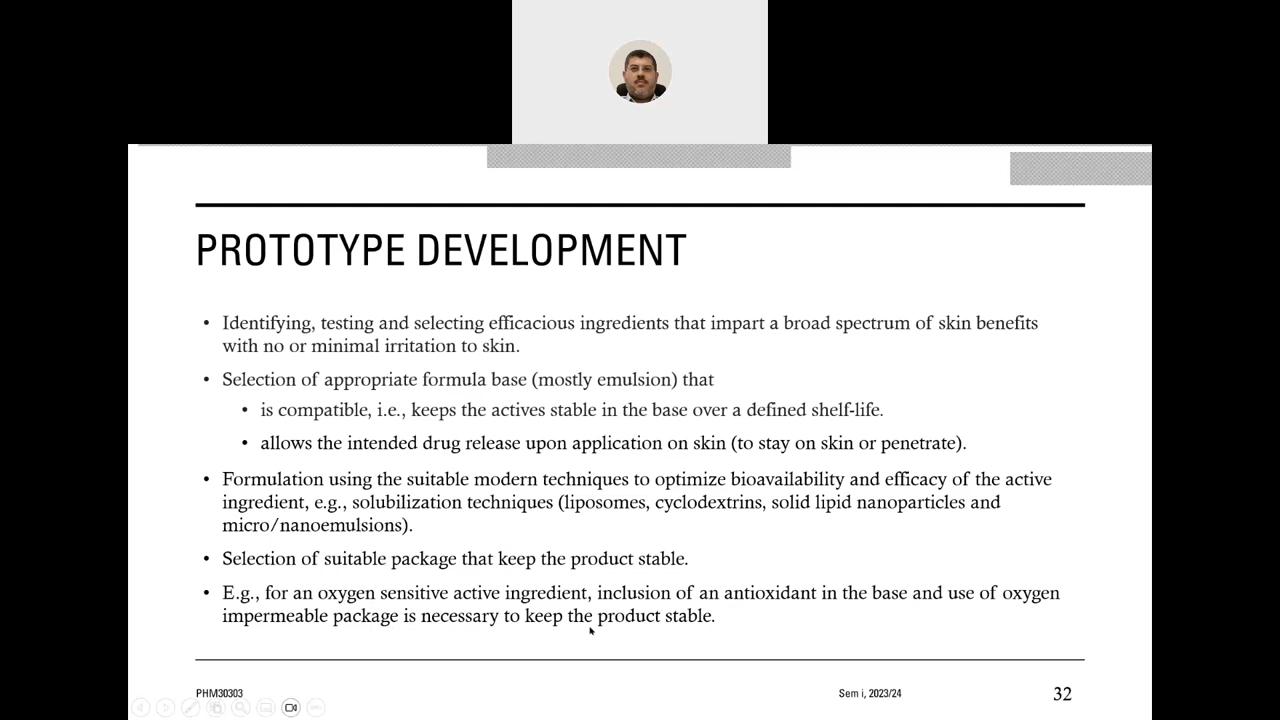 PROTOTYPE DEVELOPMENT
• Identifying, testing and selecting efficacious ingredients that impart a broad spectrum of skin benefits
with no or minimal irritation to skin.
• Selection of appropriate formula base (mostly emulsion) that
• is compatible, i.e., keeps the actives stable in the base over a defined shelf-life.
• allows the intended drug release upon application on skin (to stay on skin or penetrate).
• Formulation using the suitable modern techniques to optimize bioavailability and efficacy of the active
ingredient, e.g., solubilization techniques (liposomes, cyclodextrins, solid lipid nanoparticles and
micro/nanoemulsions).
• Selection of suitable package that keep the product stable.
• E.g., for an oxygen sensitive active ingredient, inclusion of an antioxidant in the base and use of oxygen
impermeable package is necessary to keep the product stable.
PHM30303
Sem i, 2023/24
32